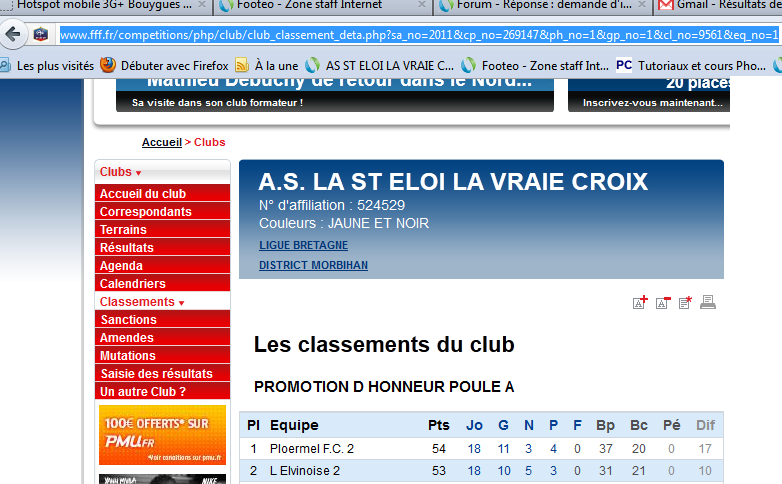 Hotspot mobile 3G+ Bouygues ... Footeo - Zone staff Internet Forum - Réponse : demande d'i... Gmail - Résultats de
www.fff.fr/competitions/php/club/club_classement_deta.php?sa_no=2011&cp_no=269147&ph_no=1&gp_no=1&cl_no=9561&eq_no=1
Les plus visités Débuter avec Firefox À la une AS ST ELOI LA VRAIE C... Footeo - Zone staff Int... PC Tutoriaux et cours Pho...
Mathieu Debuchy de retour dans le Nord... 20 places
Sa visite dans son club formateur ! Inscrivez-vous maintenant...
Accueil > Clubs
Clubs
Accueil du club
Correspondants
Terrains
Résultats
Agenda
Calendriers
Classements
Sanctions
Amendes
Mutations
Saisie des résultats
Un autre Club ?
100€ OFFERTS* SUR
PMU.FR
*Voir conditions sur pmu.fr
NIKE
A.S. LA ST ELOI LA VRAIE CROIX
N° d'affiliation : 524529
Couleurs : JAUNE ET NOIR
LIGUE BRETAGNE
DISTRICT MORBIHAN
A+ A-
Les classements du club
PROMOTION D HONNEUR POULE A
Pl Equipe Pts Jo G N P F Bp Bc Pé Dif
1 Ploermel F.C. 2 54 18 11 3 4 0 37 20 0 17
2 L Elvinoise 2 53 18 10 5 3 0 31 21 0 10